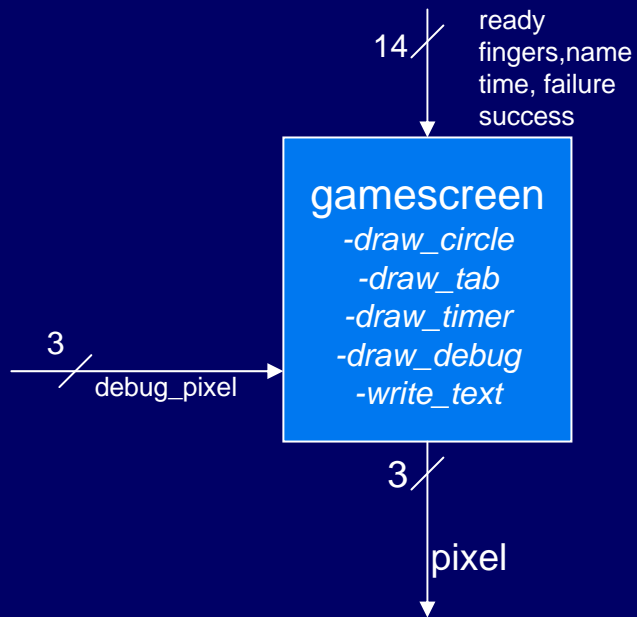 14
ready
fingers,name
time, failure
success
gamescreen
-draw_circle
-draw_tab
-draw_timer
-draw_debug
-write_text
3
debug_pixel
3
pixel